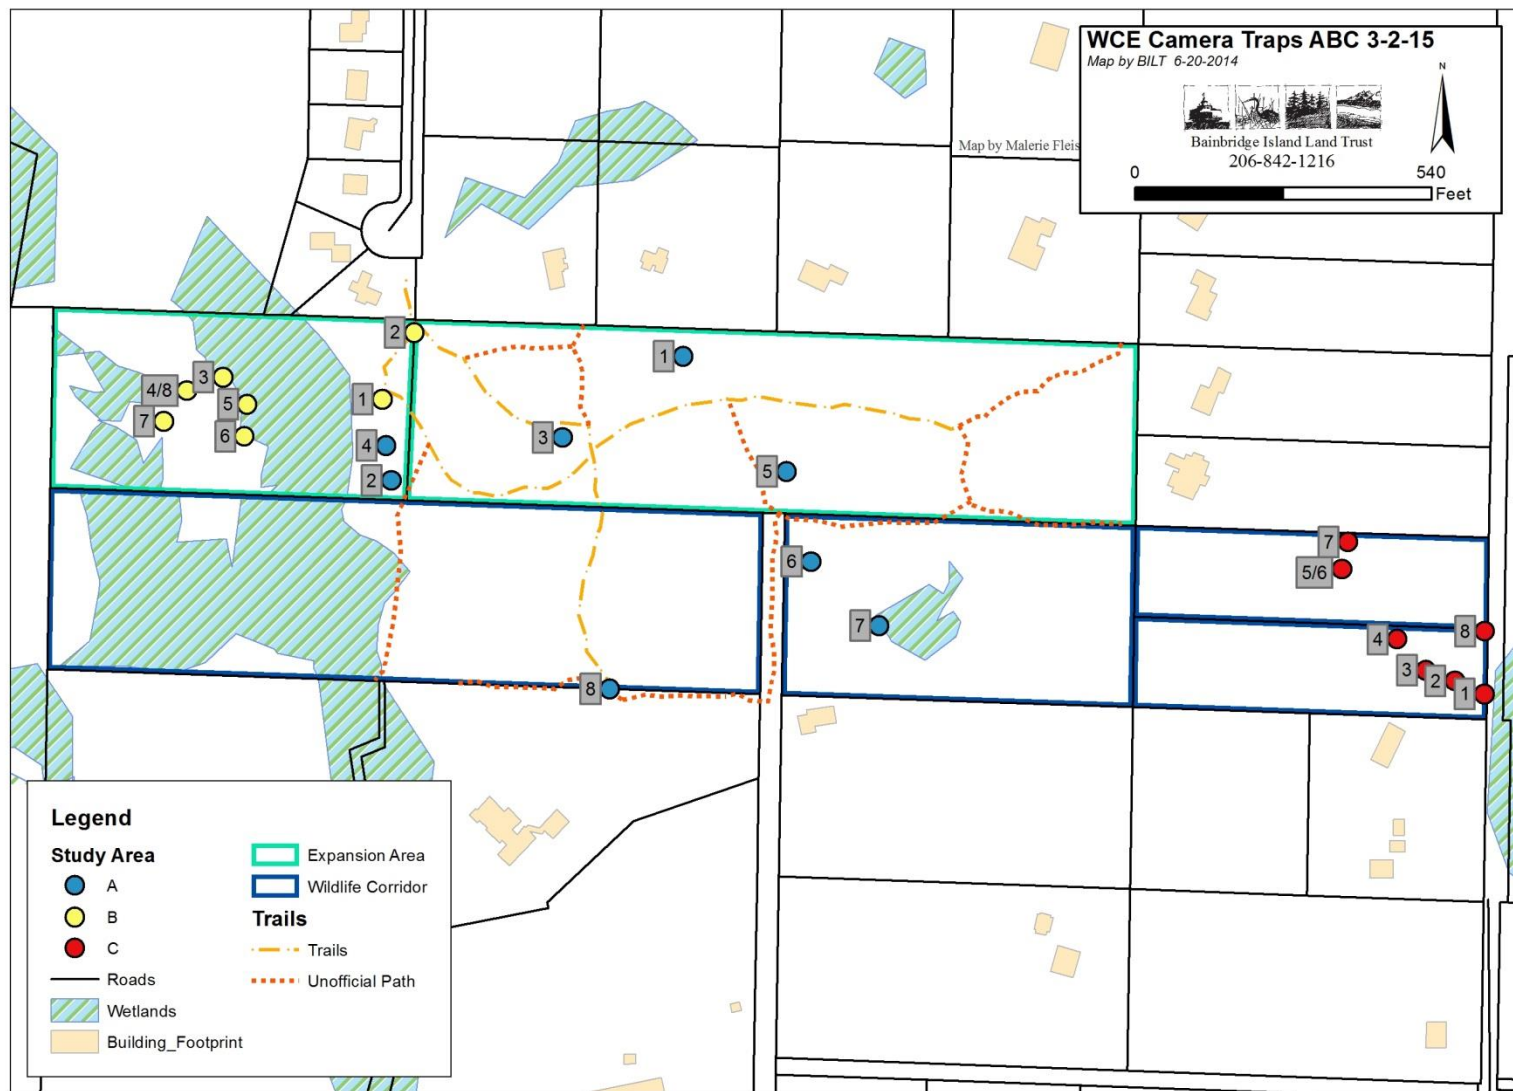 WCE Camera Traps ABC 3-2-15
Map by BILT 6-20-2014
N
Bainbridge Island Land Trust
206-842-1216
0 540
Feet
Map by Malerie Fleis
2
1
3
4/8
5
7
6
1
4
2
3
5
6
7
8
7
5/6
8
4
3
2
1
Legend
Study Area
A
B
C
Roads
Wetlands
Building_Footprint
Expansion Area
Wildlife Corridor
Trails
Trails
Unofficial Path